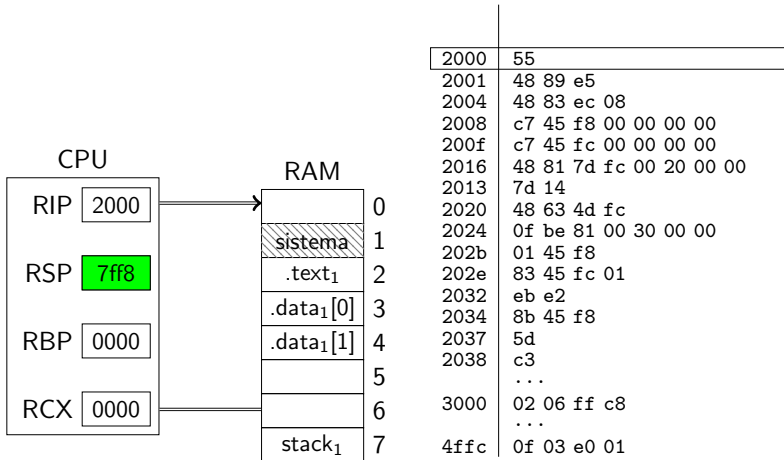 CPU
RIP 2000
RSP 7ff8
RBP 0000
RCX 0000
RAM
0
sistema 1
.text₁ 2
.data₁[0] 3
.data₁[1] 4
5
6
stack₁ 7
2000 55
2001 48 89 e5
2004 48 83 ec 08
2008 c7 45 f8 00 00 00 00
200f c7 45 fc 00 00 00 00
2016 48 81 7d fc 00 20 00 00
2013 7d 14
2020 48 63 4d fc
2024 0f be 81 00 30 00 00
202b 01 45 f8
202e 83 45 fc 01
2032 eb e2
2034 8b 45 f8
2037 5d
2038 c3
...
3000 02 06 ff c8
...
4ffc 0f 03 e0 01